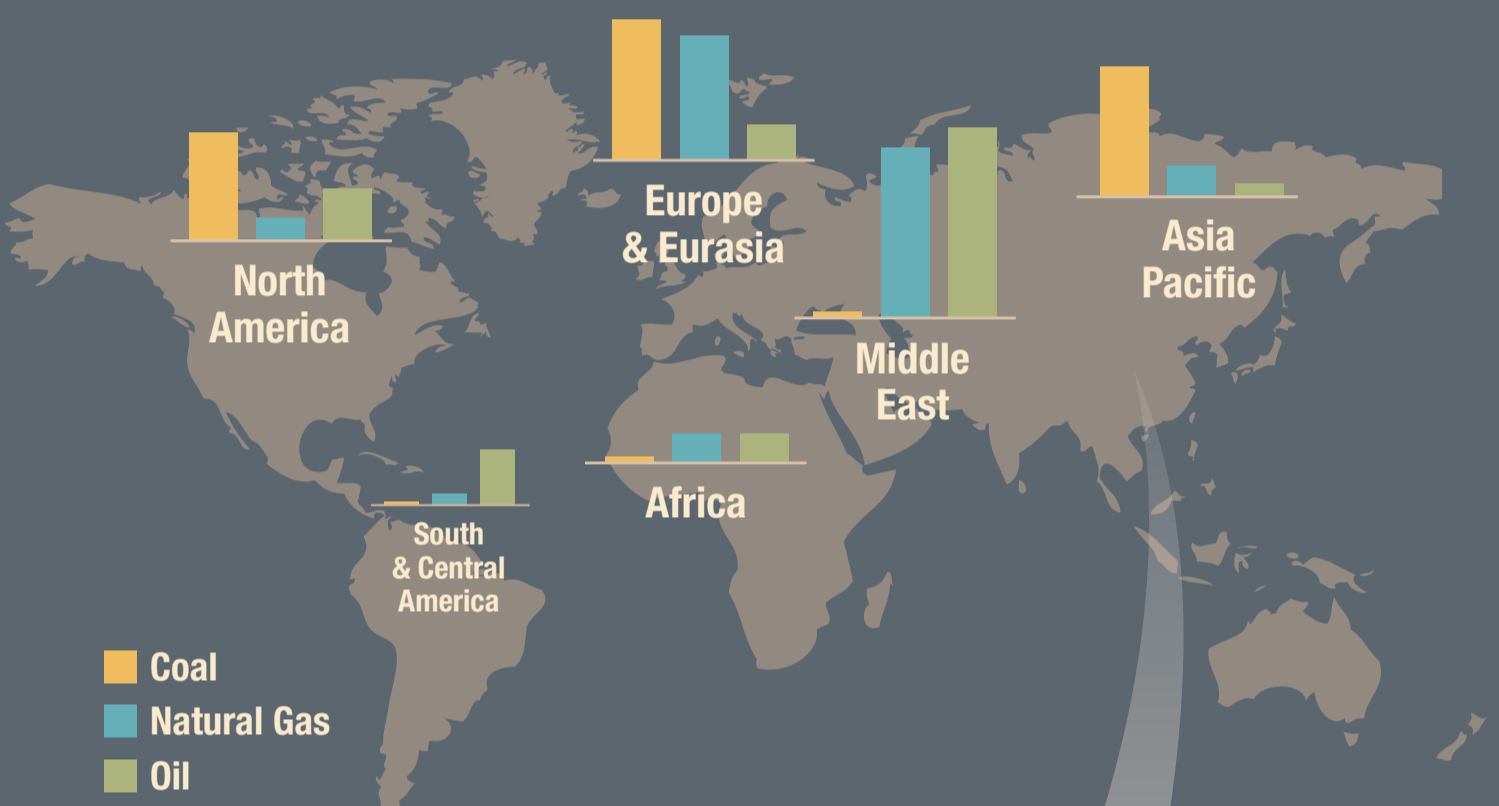 Europe
& Eurasia
Asia
Pacific
North
America
Middle
East
Africa
South
& Central
America
Coal
Natural Gas
Oil